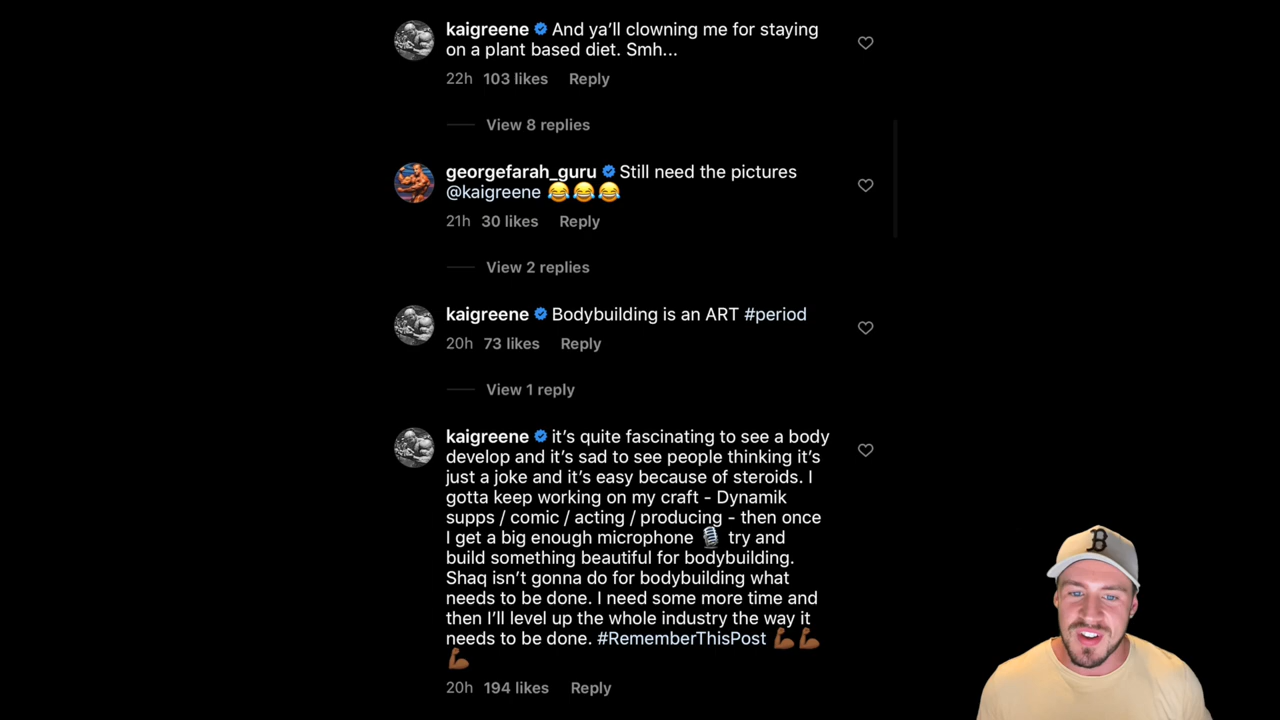 kaigreene And ya'll clowning me for staying
on a plant based diet. Smh...
22h 103 likes Reply
View 8 replies
georgefarah_guru Still need the pictures
@kaigreene 😂😂😂
21h 30 likes Reply
View 2 replies
kaigreene Bodybuilding is an ART #period
20h 73 likes Reply
View 1 reply
kaigreene it's quite fascinating to see a body
develop and it's sad to see people thinking it's
just a joke and it's easy because of steroids. I
gotta keep working on my craft - Dynamik
supps / comic / acting / producing - then once
I get a big enough microphone 🎙️ try and
build something beautiful for bodybuilding.
Shaq isn't gonna do for bodybuilding what
needs to be done. I need some more time and
then I'll level up the whole industry the way it
needs to be done. #RememberThisPost 💪🏾💪🏾
💪🏾
20h 194 likes Reply
B